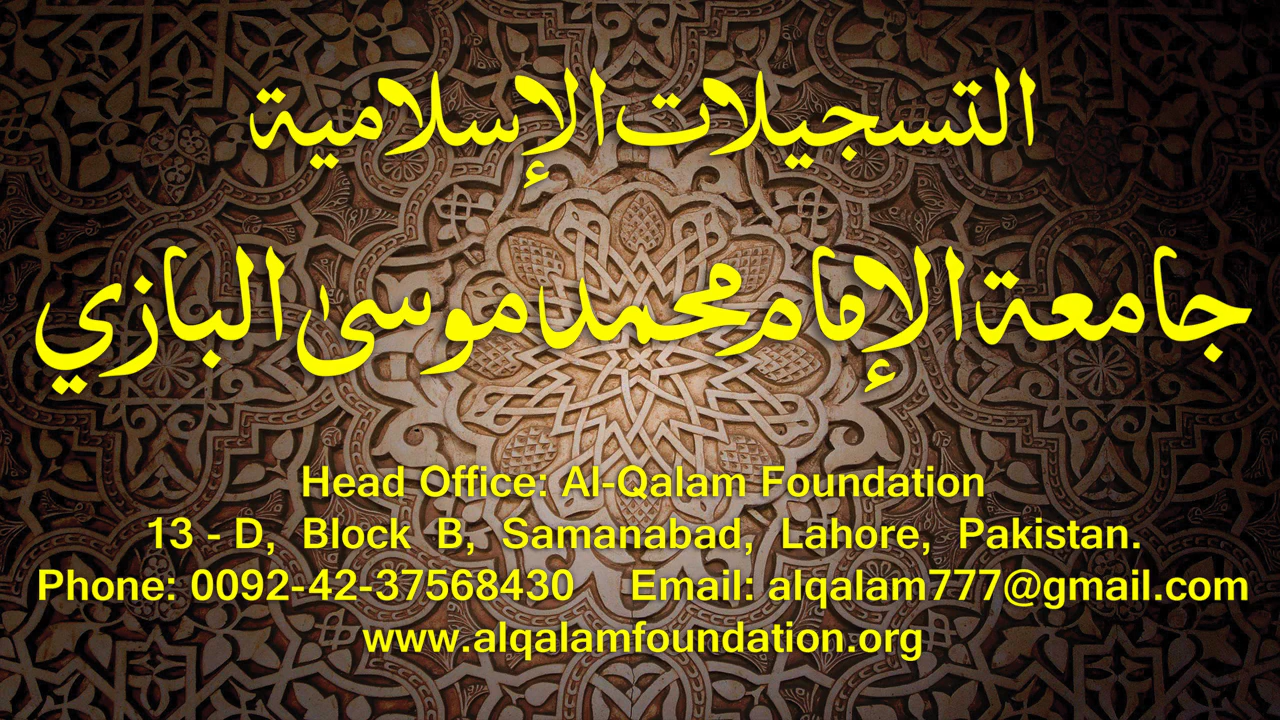 التسجيلات الإسلامية
جامعة الإمام محمد موسى البازي
Head Office: Al-Qalam Foundation
13 - D, Block B, Samanabad, Lahore, Pakistan.
Phone: 0092-42-37568430 Email: alqalam777@gmail.com
www.alqalamfoundation.org